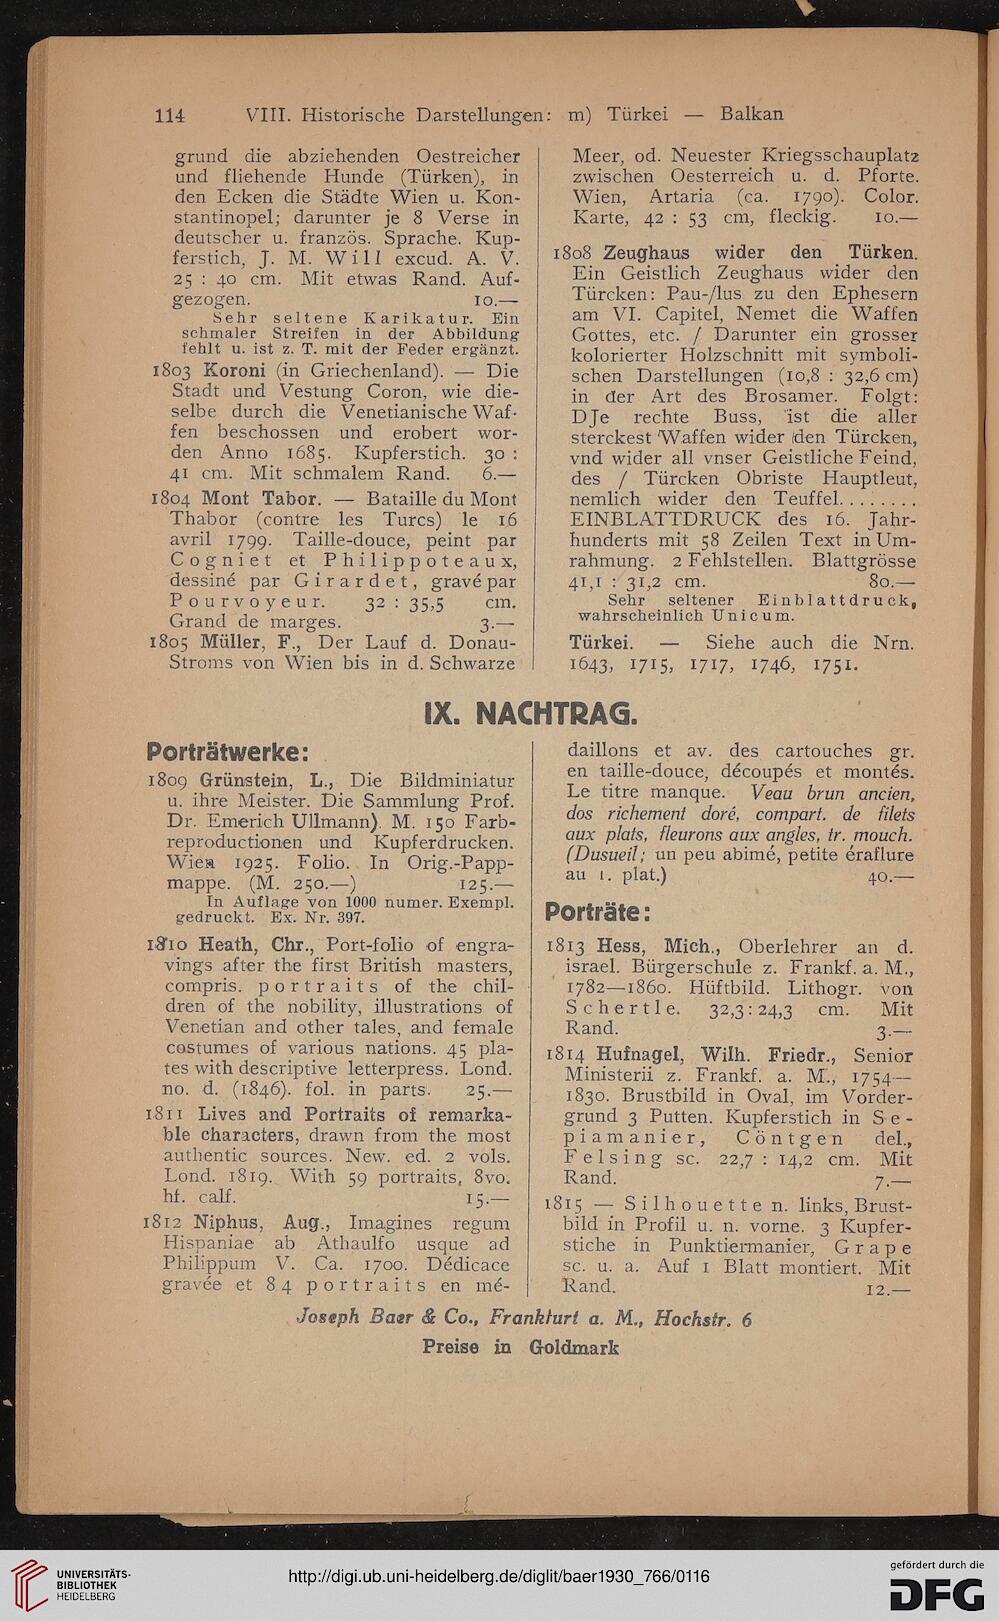 114 VIII. Historische Darstellungen: m) Türkei — Balkan
grund die abziehenden Oestreicher
und fliehende Hunde (Türken), in
den Ecken die Städte Wien u. Kon-
stantinopel; darunter je 8 Verse in
deutscher u. französ. Sprache. Kup-
ferstich, J. M. Will excud. A. V.
25 : 40 cm. Mit etwas Rand. Auf-
gezogen. 10.—
Sehr seltene Karikatur. Ein
schmaler Streifen in der Abbildung
fehlt u. ist z. T. mit der Feder ergänzt.
1803 Koroni (in Griechenland). — Die
Stadt und Vestung Coron, wie die-
selbe durch die Venetianische Waf-
fen beschossen und erobert wor-
den Anno 1685. Kupferstich. 30 :
41 cm. Mit schmalem Rand. 6.—
1804 Mont Tabor. — Bataille du Mont
Thabor (contre les Turcs) le 16
avril 1799. Taille-douce, peint par
Cogniet et Philippoteaux,
dessiné par Girardet, gravé par
Pourvoyeur. 32 : 35,5 cm.
Grand de marges. 3.—
1805 Müller, F., Der Lauf d. Donau-
Stroms von Wien bis in d. Schwarze
Meer, od. Neuester Kriegsschauplatz
zwischen Oesterreich u. d. Pforte.
Wien, Artaria (ca. 1790). Color.
Karte, 42 : 53 cm, fleckig. 10.—
1808 Zeughaus wider den Türken.
Ein Geistlich Zeughaus wider den
Türcken: Pau-/lus zu den Ephesern
am VI. Capitel, Nemet die Waffen
Gottes, etc. / Darunter ein grosser
kolorierter Holzschnitt mit symboli-
schen Darstellungen (10,8 : 32,6 cm)
in der Art des Brosamer. Folgt:
DJe rechte Buss, ist die aller
sterckest Waffen wider den Türcken,
vnd wider all vnser Geistliche Feind,
des / Türcken Obriste Hauptleut,
nemlich wider den Teuffel........
EINBLATTDRUCK des 16. Jahr-
hunderts mit 58 Zeilen Text in Um-
rahmung. 2 Fehlstellen. Blattgrösse
41,1 : 31,2 cm. 80.—
Sehr seltener Einblattdruck,
wahrscheinlich Unicum.
Türkei. — Siehe auch die Nrn.
1643, 1715, 1717, 1746, 1751.
IX. NACHTRAG.
Porträtwerke:
1809 Grünstein, L., Die Bildminiatur
u. ihre Meister. Die Sammlung Prof.
Dr. Emerich Ullmann). M. 150 Farb-
reproductionen und Kupferdrucken.
Wien 1925. Folio. In Orig.-Papp-
mappe. (M. 250.—) 125.—
In Auflage von 1000 numer. Exempl.
gedruckt. Ex. Nr. 397.
1810 Heath, Chr., Port-folio of engra-
vings after the first British masters,
compris. portraits of the chil-
dren of the nobility, illustrations of
Venetian and other tales, and female
costumes of various nations. 45 pla-
tes with descriptive letterpress. Lond.
no. d. (1846). fol. in parts. 25.—
1811 Lives and Portraits of remarka-
ble characters, drawn from the most
authentic sources. New. ed. 2 vols.
Lond. 1819. With 59 portraits, 8vo.
hf. calf. 15.—
1812 Niphus, Aug., Imagines regum
Hispaniae ab Athaulfo usque ad
Philippum V. Ca. 1700. Dédicace
gravée et 84 portraits en mé-
daillons et av. des cartouches gr.
en taille-douce, découpés et montés.
Le titre manque. Veau brun ancien,
dos richement doré, compart. de filets
aux plats, fleurons aux angles, tr. mouch.
(Dusueil; un peu abimé, petite éraflure
au 1. plat.) 40.—
Porträte:
1813 Hess, Mich., Oberlehrer an d.
israel. Bürgerschule z. Frankf. a. M.,
1782—1860. Hüftbild. Lithogr. von
Schertle. 32,3 : 24,3 cm. Mit
Rand. 3.—
1814 Hufnagel, Wilh. Friedr., Senior
Ministerii z. Frankf. a. M., 1754—
1830. Brustbild in Oval, im Vorder-
grund 3 Putten. Kupferstich in Se-
piamanier, Cöntgen del.,
Felsing sc. 22,7 : 14,2 cm. Mit
Rand. 7.—
1815 — Silhouette n. links, Brust-
bild in Profil u. n. vorne. 3 Kupfer-
stiche in Punktiermanier, Grape
sc. u. a. Auf 1 Blatt montiert. Mit
Rand. 12.—
Joseph Baer & Co., Frankfurt a. M., Hochstr. 6
Preise in Goldmark
UNIVERSITÄTS-
BIBLIOTHEK
HEIDELBERG
http://digi.ub.uni-heidelberg.de/diglit/baer1930_766/0116
gefördert durch die
DFG